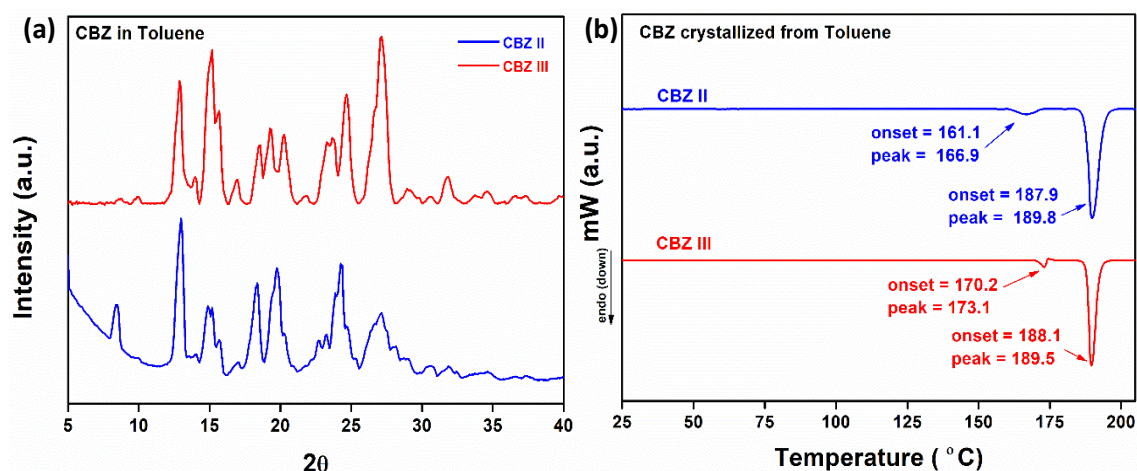 (a)
CBZ in Toluene
CBZ II
CBZ III
Intensity (a.u.)
5 10 15 20 25 30 35 40
2θ
(b)
CBZ crystallized from Toluene
CBZ II
onset = 161.1
peak = 166.9
onset = 187.9
peak = 189.8
mW (a.u.)
endo (down)
CBZ III
onset = 170.2
peak = 173.1
onset = 188.1
peak = 189.5
25 50 75 100 125 150 175 200
Temperature ( °C)